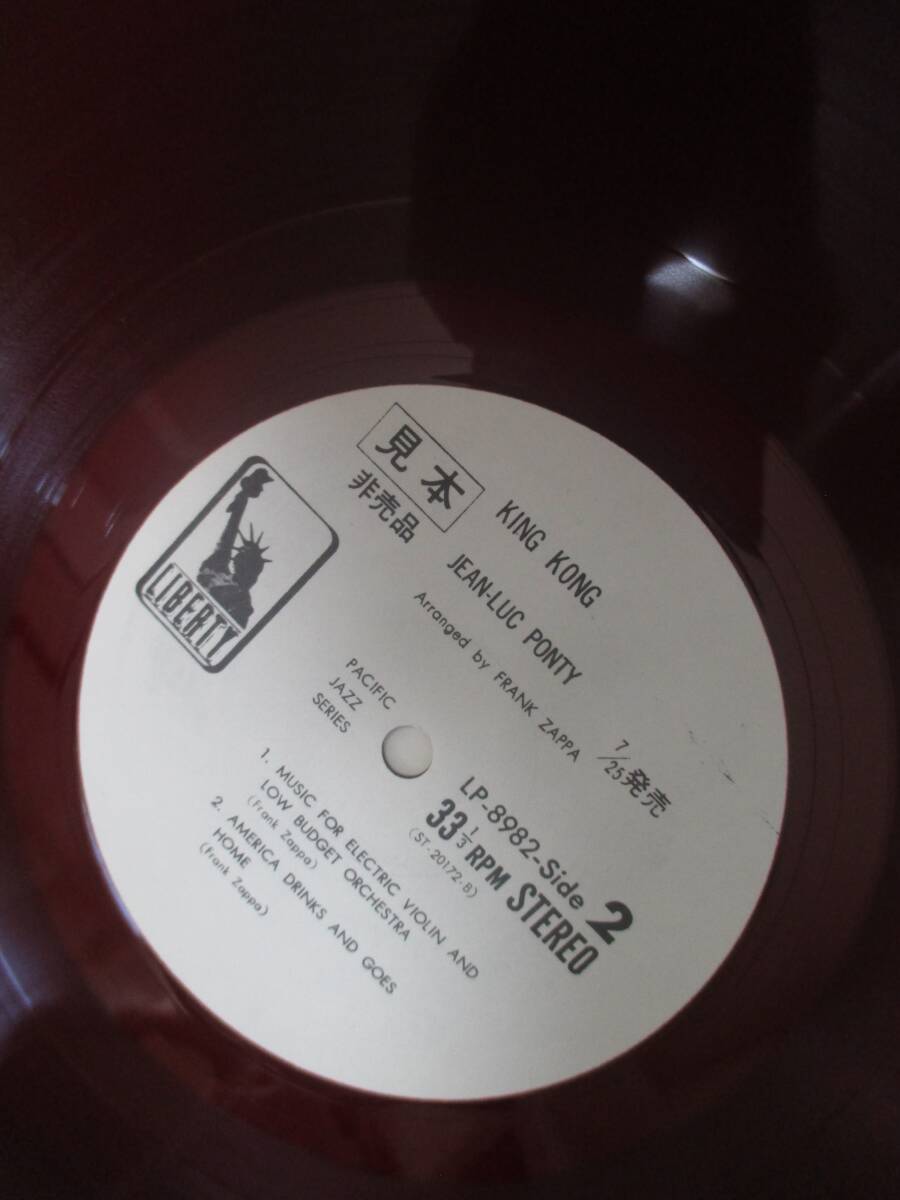 見本
非売品
KING KONG
JEAN-LUC PONTY
Arranged by FRANK ZAPPA
7/25発売
LIBERTY
PACIFIC
JAZZ
SERIES
LP-8982-Side 2
33 1/3 RPM STEREO
(ST-20172-B)
1. MUSIC FOR ELECTRIC VIOLIN AND
LOW BUDGET ORCHESTRA
(Frank Zappa)
2. AMERICA DRINKS AND GOES
HOME
(Frank Zappa)